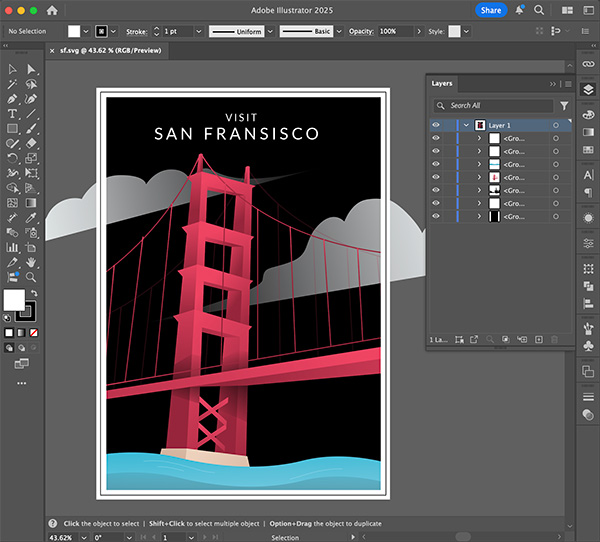 Adobe Illustrator 2025
Share
No Selection
Stroke:
1 pt
Uniform
Basic
Opacity:
100%
Style:
× sf.svg @ 43.62 % (RGB/Preview)
VISIT
SAN FRANSISCO
Layers
Search All
Layer 1
<Gro...
<Gro...
<Gro...
<Gro...
<Gro...
<Gro...
<Gro...
1 La...
Click the object to select | Shift+Click to select multiple object | Option+Drag the object to duplicate
43.62%
0°
1
Selection